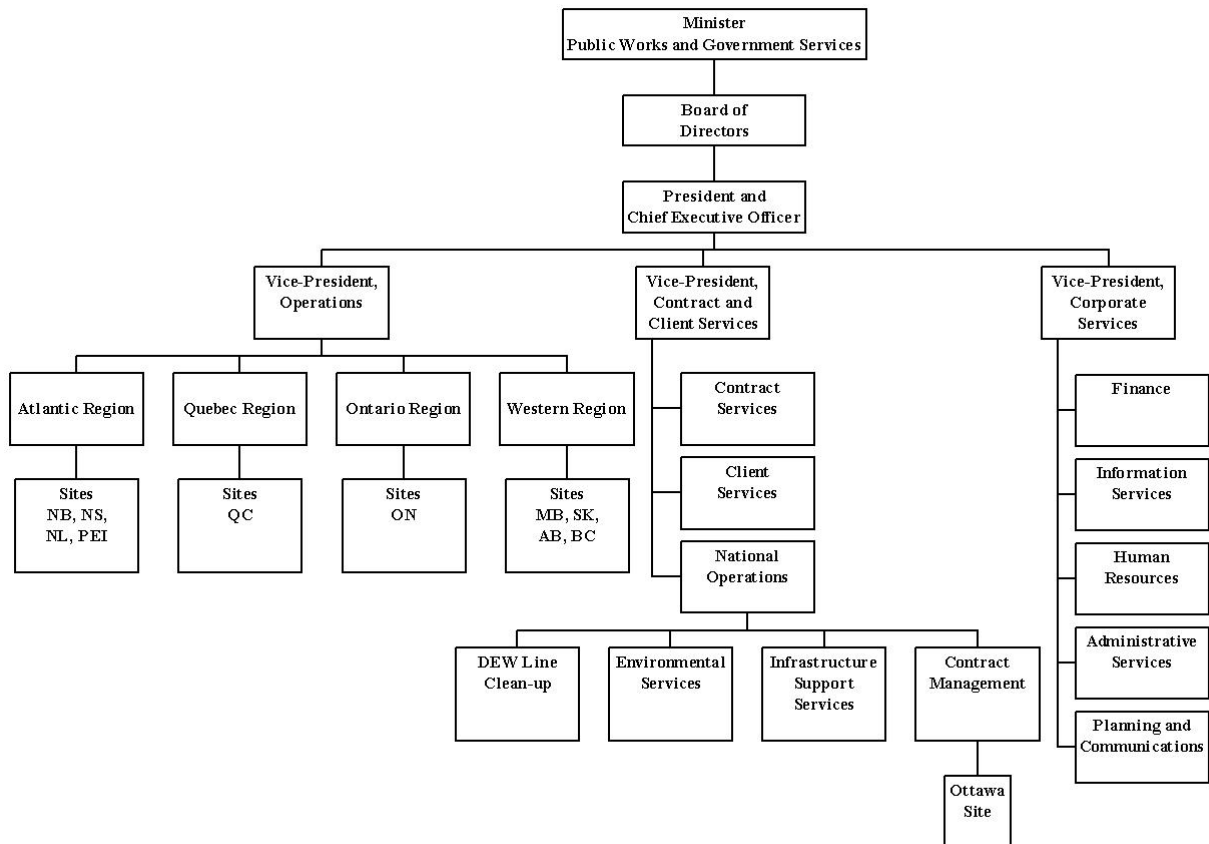 Minister
Public Works and Government Services
Board of
Directors
President and
Chief Executive Officer
Vice-President,
Operations
Vice-President,
Contract and
Client Services
Vice-President,
Corporate
Services
Atlantic Region
Quebec Region
Ontario Region
Western Region
Sites
NB, NS,
NL, PEI
Sites
QC
Sites
ON
Sites
MB, SK,
AB, BC
Contract
Services
Client
Services
National
Operations
DEW Line
Clean-up
Environmental
Services
Infrastructure
Support
Services
Contract
Management
Ottawa
Site
Finance
Information
Services
Human
Resources
Administrative
Services
Planning and
Communications